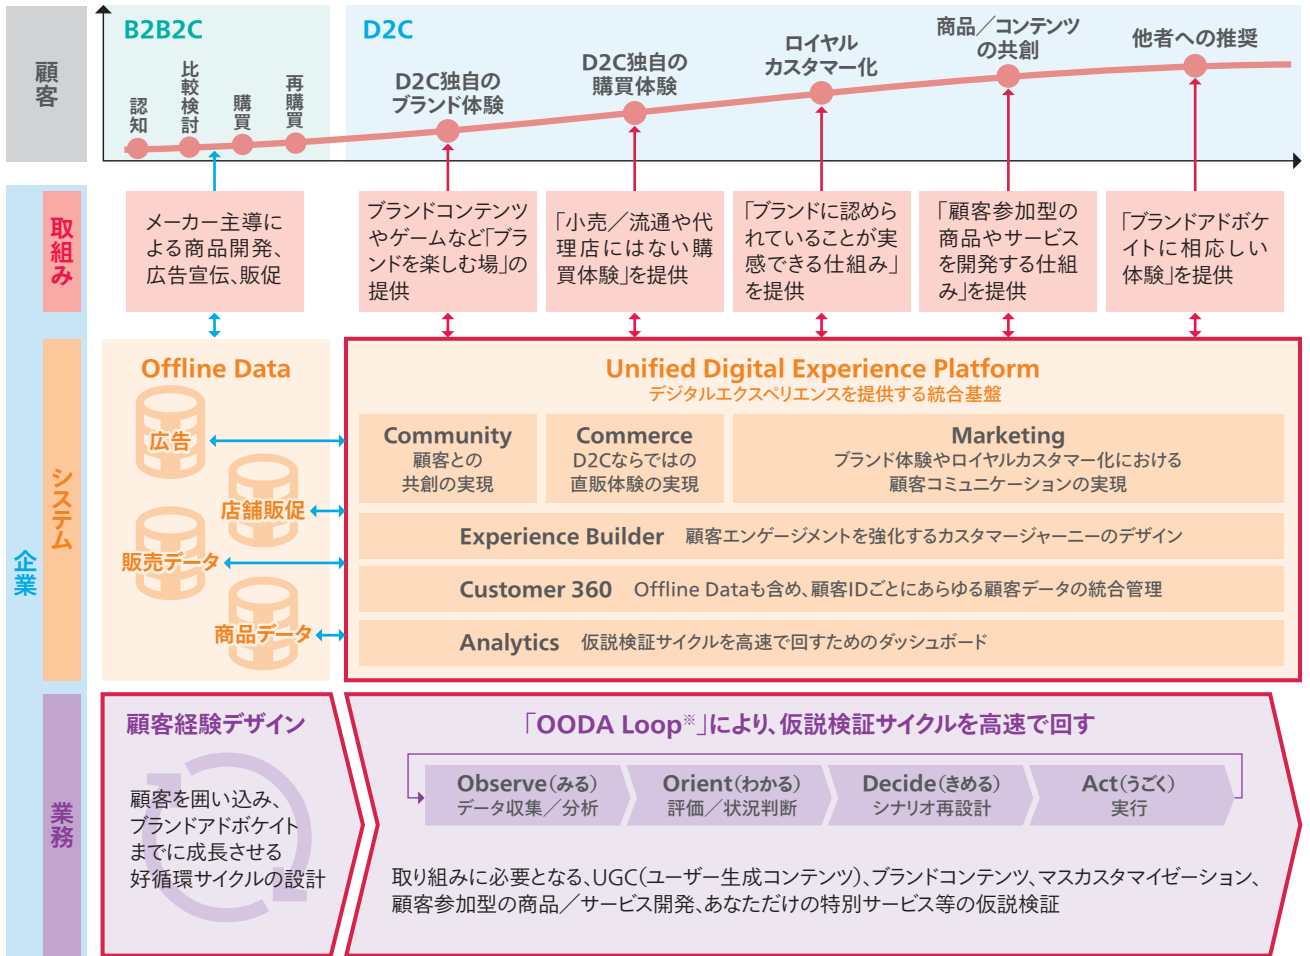 顧客
B2B2C
認知
比較検討
購買
再購買
D2C
D2C独自の
ブランド体験
D2C独自の
購買体験
ロイヤル
カスタマー化
商品／コンテンツ
の共創
他者への推奨
企業
取組み
メーカー主導に
よる商品開発、
広告宣伝、販促
ブランドコンテンツ
やゲームなど「ブラ
ンドを楽しむ場」の
提供
「小売／流通や代
理店にはない購
買体験」を提供
「ブランドに認めら
れていることが実
感できる仕組み」
を提供
「顧客参加型の
商品やサービス
を開発する仕組
み」を提供
「ブランドアドボケ
イトに相応しい
体験」を提供
システム
Offline Data
広告
店舗販促
販売データ
商品データ
Unified Digital Experience Platform
デジタルエクスペリエンスを提供する統合基盤
Community
顧客との
共創の実現
Commerce
D2Cならではの
直販体験の実現
Marketing
ブランド体験やロイヤルカスタマー化における
顧客コミュニケーションの実現
Experience Builder 顧客エンゲージメントを強化するカスタマージャーニーのデザイン
Customer 360 Offline Dataも含め、顧客IDごとにあらゆる顧客データの統合管理
Analytics 仮説検証サイクルを高速で回すためのダッシュボード
業務
顧客経験デザイン
顧客を囲い込み、
ブランドアドボケイト
までに成長させる
好循環サイクルの設計
「OODA Loop※」により、仮説検証サイクルを高速で回す
Observe(みる)
データ収集／分析
Orient(わかる)
評価／状況判断
Decide(きめる)
シナリオ再設計
Act(うごく)
実行
取り組みに必要となる、UGC(ユーザー生成コンテンツ)、ブランドコンテンツ、マスカスタマイゼーション、
顧客参加型の商品／サービス開発、あなただけの特別サービス等の仮説検証